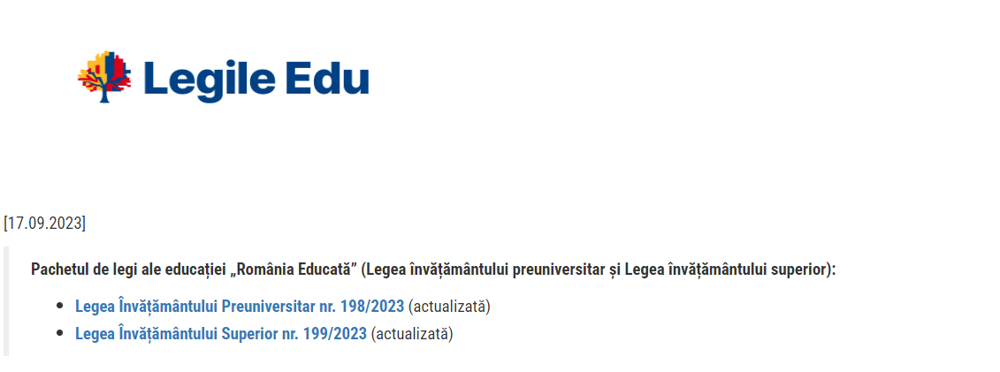 Legile Edu
[17.09.2023]
Pachetul de legi ale educației „România Educată” (Legea învățământului preuniversitar și Legea învățământului superior):
Legea Învățământului Preuniversitar nr. 198/2023 (actualizată)
Legea Învățământului Superior nr. 199/2023 (actualizată)